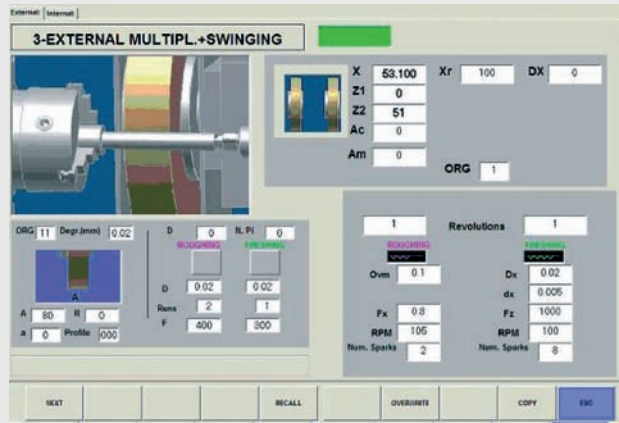 External: Internal:
3-EXTERNAL MULTIPL.+SWINGING
X 53.100 Xr 100 DX 0
Z1 0
Z2 51
Ac 0
Am 0
ORG 1
ORG 11 Degr.(mm) 0.02
A
A 80 R 0
a 0 Profile 000
D 0 N. Pi 0
ROUGHING FINISHING
D 0.02 0.02
Runs 2 1
F 400 300
1 Revolutions 1
ROUGHING FINISHING
Ovm 0.1 Dx 0.02
dx 0.005
Fx 0.8 Fz 1000
RPM 105 RPM 100
Num. Sparks 2 Num. Sparks 8
NEXT RECALL OVERWRITE COPY ESC